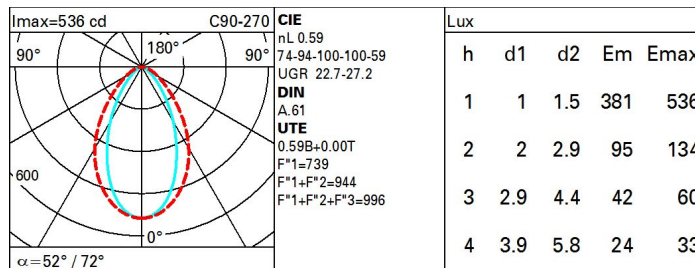 Imax=536 cd C90-270
90° 180° 90°
600
0°
α=52° / 72°
CIE
nL 0.59
74-94-100-100-59
UGR 22.7-27.2
DIN
A.61
UTE
0.59B+0.00T
F"1=739
F"1+F"2=944
F"1+F"2+F"3=996
Lux
h d1 d2 Em Emax
1 1 1.5 381 536
2 2 2.9 95 134
3 2.9 4.4 42 60
4 3.9 5.8 24 33